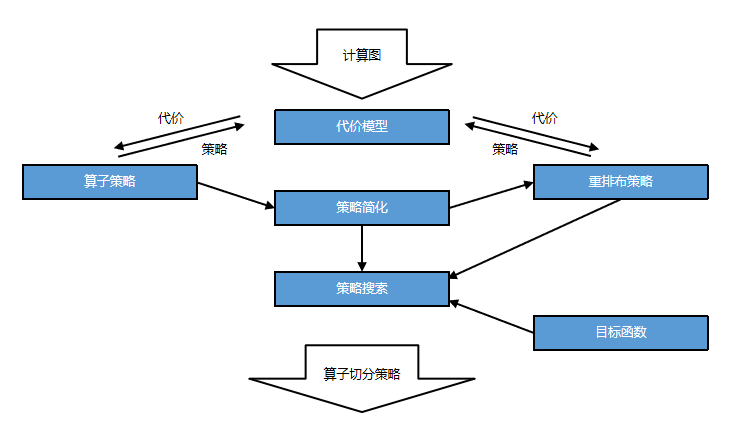 计算图
代价模型
代价
策略
代价
策略
算子策略
重排布策略
策略简化
策略搜索
目标函数
算子切分策略